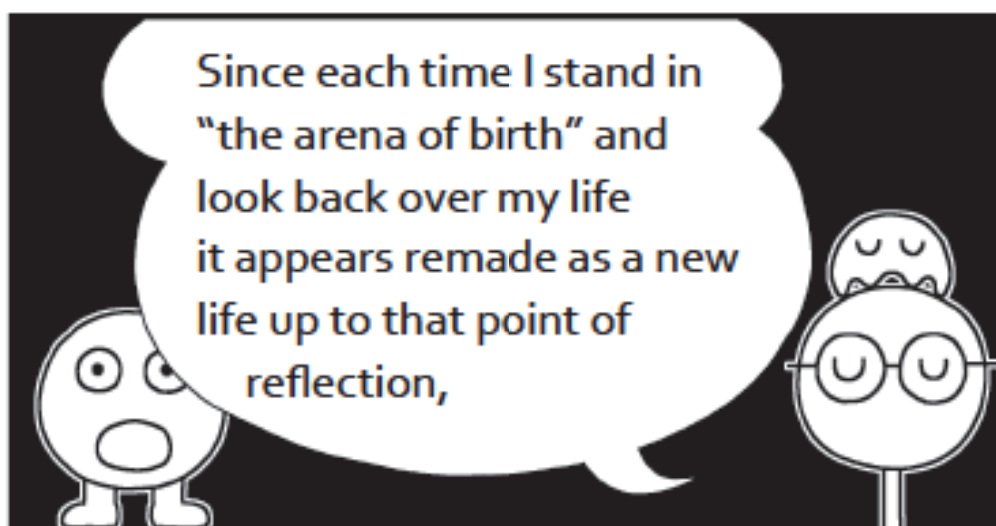 Since each time I stand in
“the arena of birth” and
look back over my life
it appears remade as a new
life up to that point of
reflection,